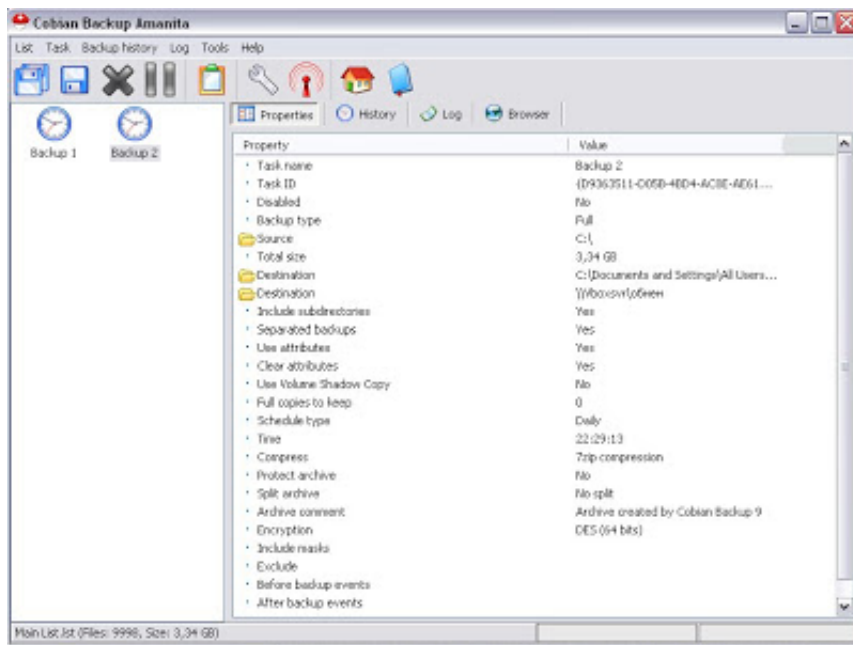 Cobian Backup Amanita
List Task Backup history Log Tools Help
Properties History Log Browser
Backup 1 Backup 2
Property Value
Task name Backup 2
Task ID {D9363511-D05B-4BD4-AC8E-AE61...
Disabled No
Backup type Full
Source C:\
Total size 3,34 GB
Destination C:\Documents and Settings\All Users...
Destination \\Vboxsvr\обмен
Include subdirectories Yes
Separated backups Yes
Use attributes Yes
Clear attributes Yes
Use Volume Shadow Copy No
Full copies to keep 0
Schedule type Daily
Time 22:29:13
Compress 7zip compression
Protect archive No
Split archive No split
Archive comment Archive created by Cobian Backup 9
Encryption DES (64 bits)
Include masks
Exclude
Before backup events
After backup events
Main List.lst (Files: 9998, Size: 3,34 GB)